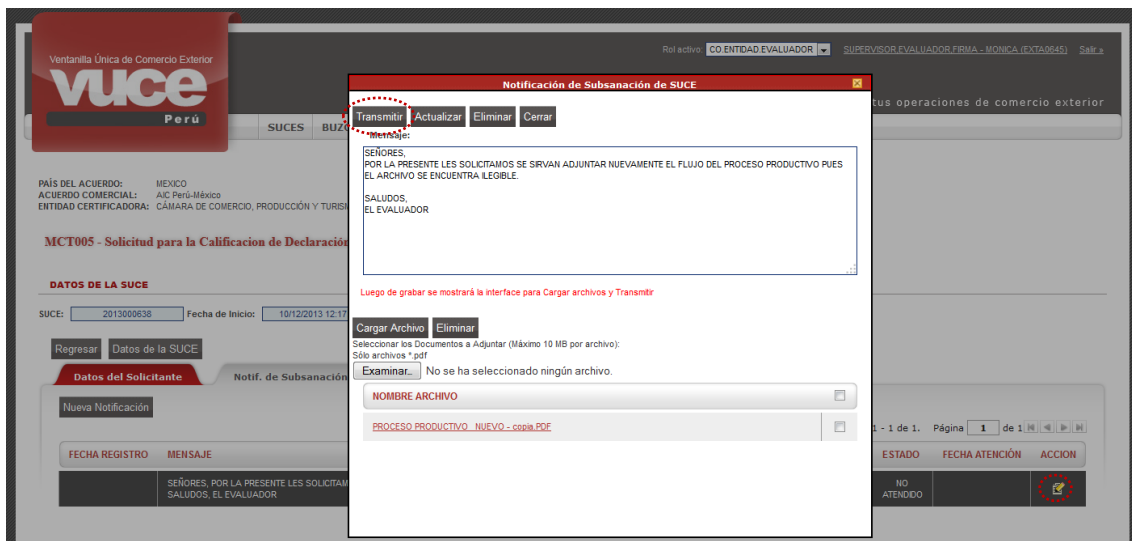 Ventanilla Única de Comercio Exterior
vuce
Perú
Rol activo: CO.ENTIDAD.EVALUADOR
SUPERVISOR.EVALUADOR.FIRMA - MONICA (EXTA0645) Salir »
tus operaciones de comercio exterior
SUCES BUZO
PAÍS DEL ACUERDO: MEXICO
ACUERDO COMERCIAL: AIC Perú-México
ENTIDAD CERTIFICADORA: CÁMARA DE COMERCIO, PRODUCCIÓN Y TURISM
MCT005 - Solicitud para la Calificacion de Declaración
DATOS DE LA SUCE
SUCE: 2013000638 Fecha de Inicio: 10/12/2013 12:17
Regresar Datos de la SUCE
Datos del Solicitante Notif. de Subsanación
Nueva Notificación
1 - 1 de 1. Página 1 de 1
FECHA REGISTRO MENSAJE ESTADO FECHA ATENCIÓN ACCION
SEÑORES, POR LA PRESENTE LES SOLICITAM
SALUDOS, EL EVALUADOR
NO
ATENDIDO
Notificación de Subsanación de SUCE
Transmitir Actualizar Eliminar Cerrar
Mensaje:
SEÑORES,
POR LA PRESENTE LES SOLICITAMOS SE SIRVAN ADJUNTAR NUEVAMENTE EL FLUJO DEL PROCESO PRODUCTIVO PUES
EL ARCHIVO SE ENCUENTRA ILEGIBLE.
SALUDOS,
EL EVALUADOR
Luego de grabar se mostrará la interface para Cargar archivos y Transmitir
Cargar Archivo Eliminar
Seleccionar los Documentos a Adjuntar (Máximo 10 MB por archivo):
Sólo archivos *.pdf
Examinar... No se ha seleccionado ningún archivo.
NOMBRE ARCHIVO
PROCESO PRODUCTIVO NUEVO - copia.PDF